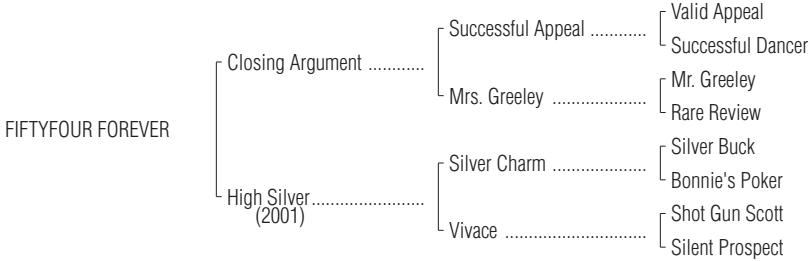 Valid Appeal
Successful Appeal ............
Successful Dancer
Closing Argument ............
Mr. Greeley
Mrs. Greeley ....................
Rare Review
FIFTYFOUR FOREVER
Silver Buck
Silver Charm ....................
Bonnie's Poker
High Silver........................
(2001)
Shot Gun Scott
Vivace ..............................
Silent Prospect